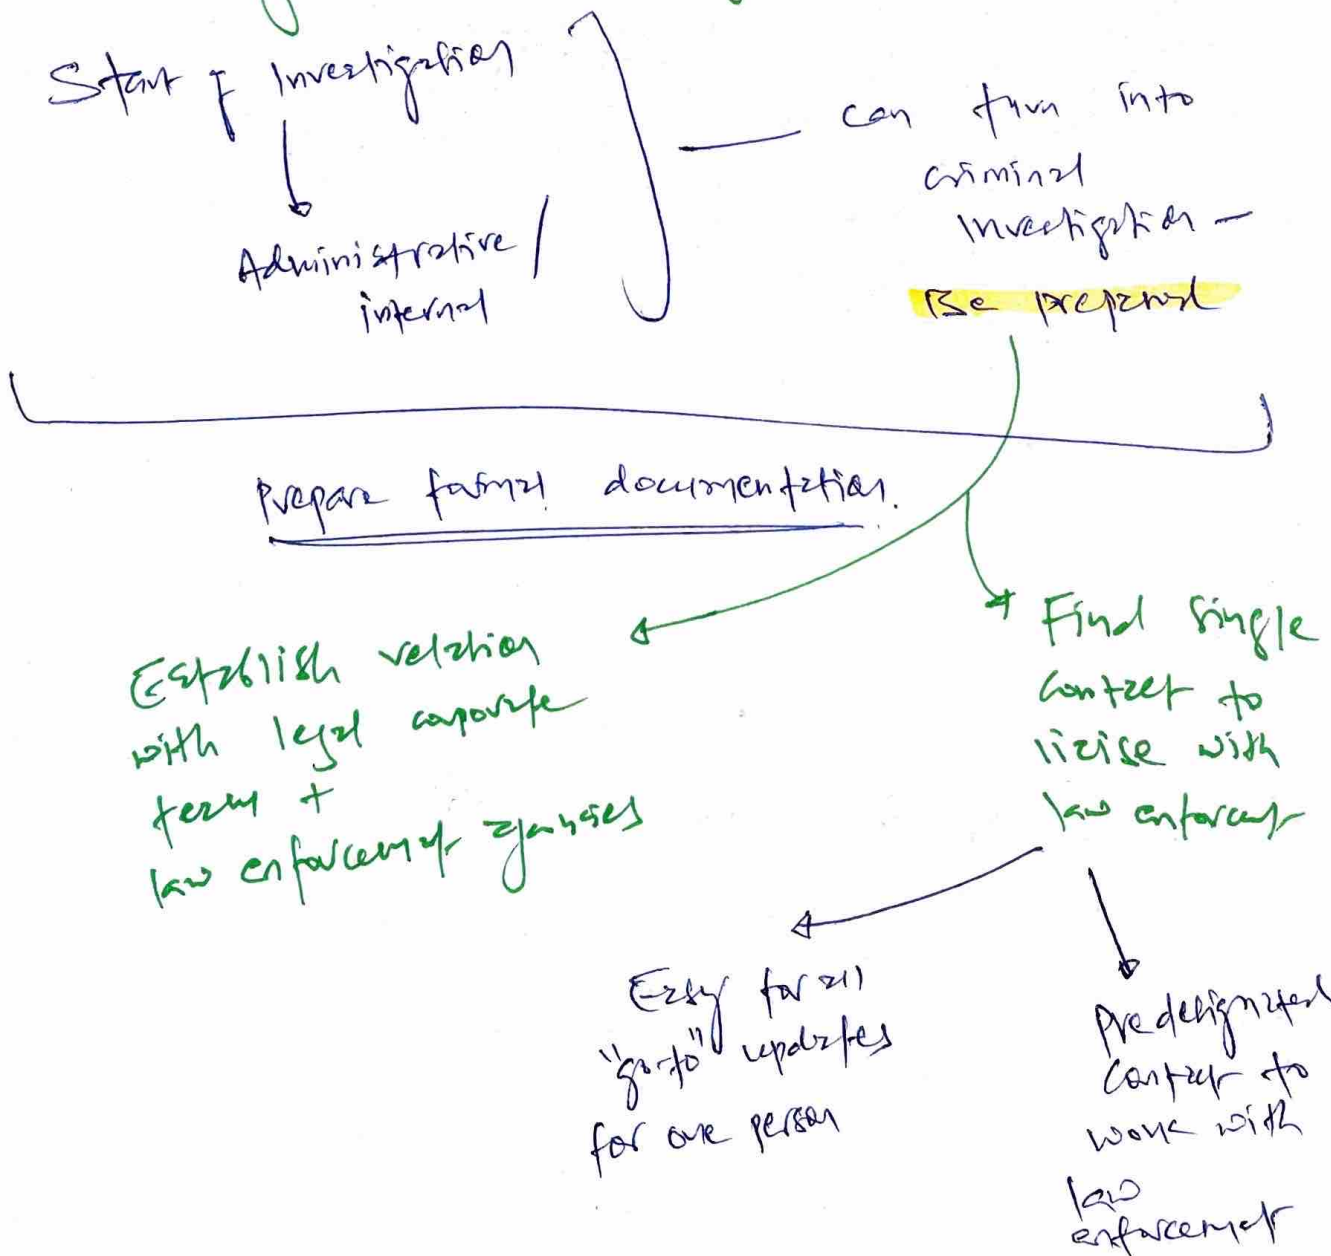 Start of Investigation
Administrative /
internal
can turn into
criminal
investigation –
Be prepared
Prepare formal documentation.
Establish relation
with legal corporate
team +
law enforcement agencies
Find single
contact to
liaise with
law enforcemt
Easy for all
"go-to" updates
for one person
Predesignated
contact to
work with
law
enforcement